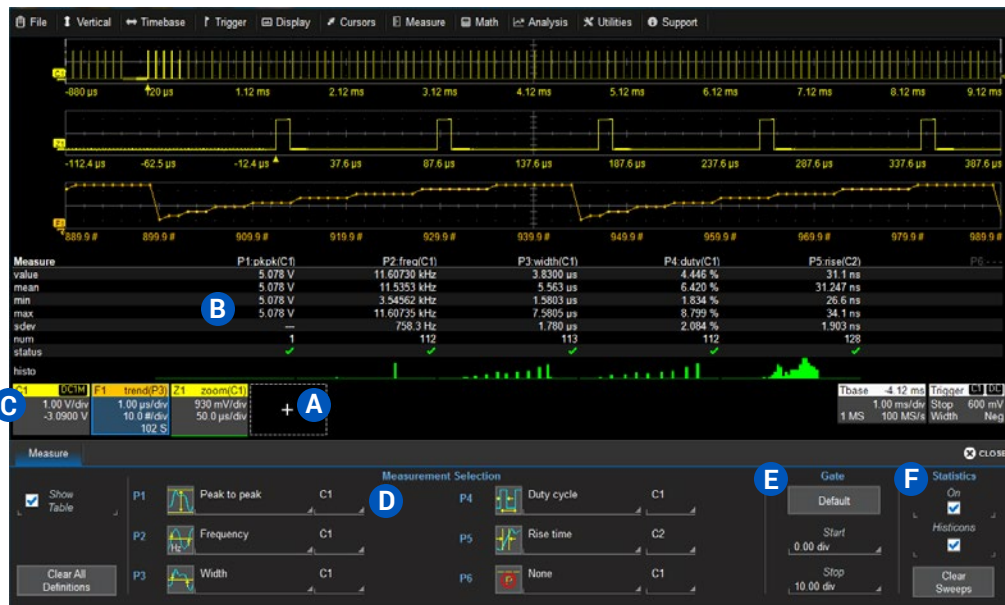 File Vertical Timebase Trigger Display Cursors Measure Math Analysis Utilities Support
C1
-880 µs 120 µs 1.12 ms 2.12 ms 3.12 ms 4.12 ms 5.12 ms 6.12 ms 7.12 ms 8.12 ms 9.12 ms
Z1
-112.4 µs -62.5 µs -12.4 µs 37.6 µs 87.6 µs 137.6 µs 187.6 µs 237.6 µs 287.6 µs 337.6 µs 387.6 µs
F1
889.9 # 899.9 # 909.9 # 919.9 # 929.9 # 939.9 # 949.9 # 959.9 # 969.9 # 979.9 # 989.9 #
Measure P1:pkpk(C1) P2:freq(C1) P3:width(C1) P4:duty(C1) P5:rise(C2) P6:---
value 5.078 V 11.60730 kHz 3.8300 µs 4.446 % 31.1 ns
mean 5.078 V 11.5353 kHz 5.563 µs 6.420 % 31.247 ns
min 5.078 V 3.54562 kHz 1.5803 µs 1.834 % 26.6 ns
max 5.078 V 11.60735 kHz 7.5805 µs 8.799 % 34.1 ns
sdev --- 758.3 Hz 1.780 µs 2.084 % 1.903 ns
num 1 112 113 112 128
status
histo
B
C1 DC1M F1 trend(P3) Z1 zoom(C1) Tbase -4.12 ms Trigger C1 DC
1.00 V/div 1.00 µs/div 930 mV/div 1.00 ms/div Stop 600 mV
-3.0900 V 10.0 #/div 50.0 µs/div 1 MS 100 MS/s Width Neg
102 S
C
+ A
Measure CLOSE
Measurement Selection
Show Table
P1 Peak to peak C1
P2 Frequency C1
P3 Width C1
D
P4 Duty cycle C1
P5 Rise time C2
P6 None C1
Clear All
Definitions
E
Gate
Default
Start
0.00 div
Stop
10.00 div
F
Statistics
On
Histicons
Clear
Sweeps